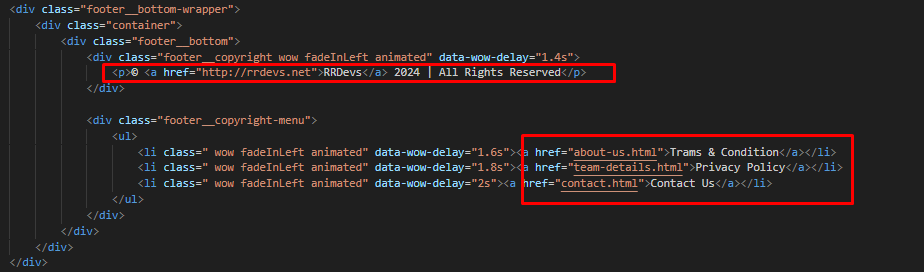 <div class="footer__bottom-wrapper">
<div class="container">
<div class="footer__bottom">
<div class="footer__copyright wow fadeInLeft animated" data-wow-delay="1.4s">
<p>© <a href="http://rrdevs.net">RRDevs</a> 2024 | All Rights Reserved</p>
</div>
<div class="footer__copyright-menu">
<ul>
<li class=" wow fadeInLeft animated" data-wow-delay="1.6s"><a href="about-us.html">Trams & Condition</a></li>
<li class=" wow fadeInLeft animated" data-wow-delay="1.8s"><a href="team-details.html">Privacy Policy</a></li>
<li class=" wow fadeInLeft animated" data-wow-delay="2s"><a href="contact.html">Contact Us</a></li>
</ul>
</div>
</div>
</div>
</div>